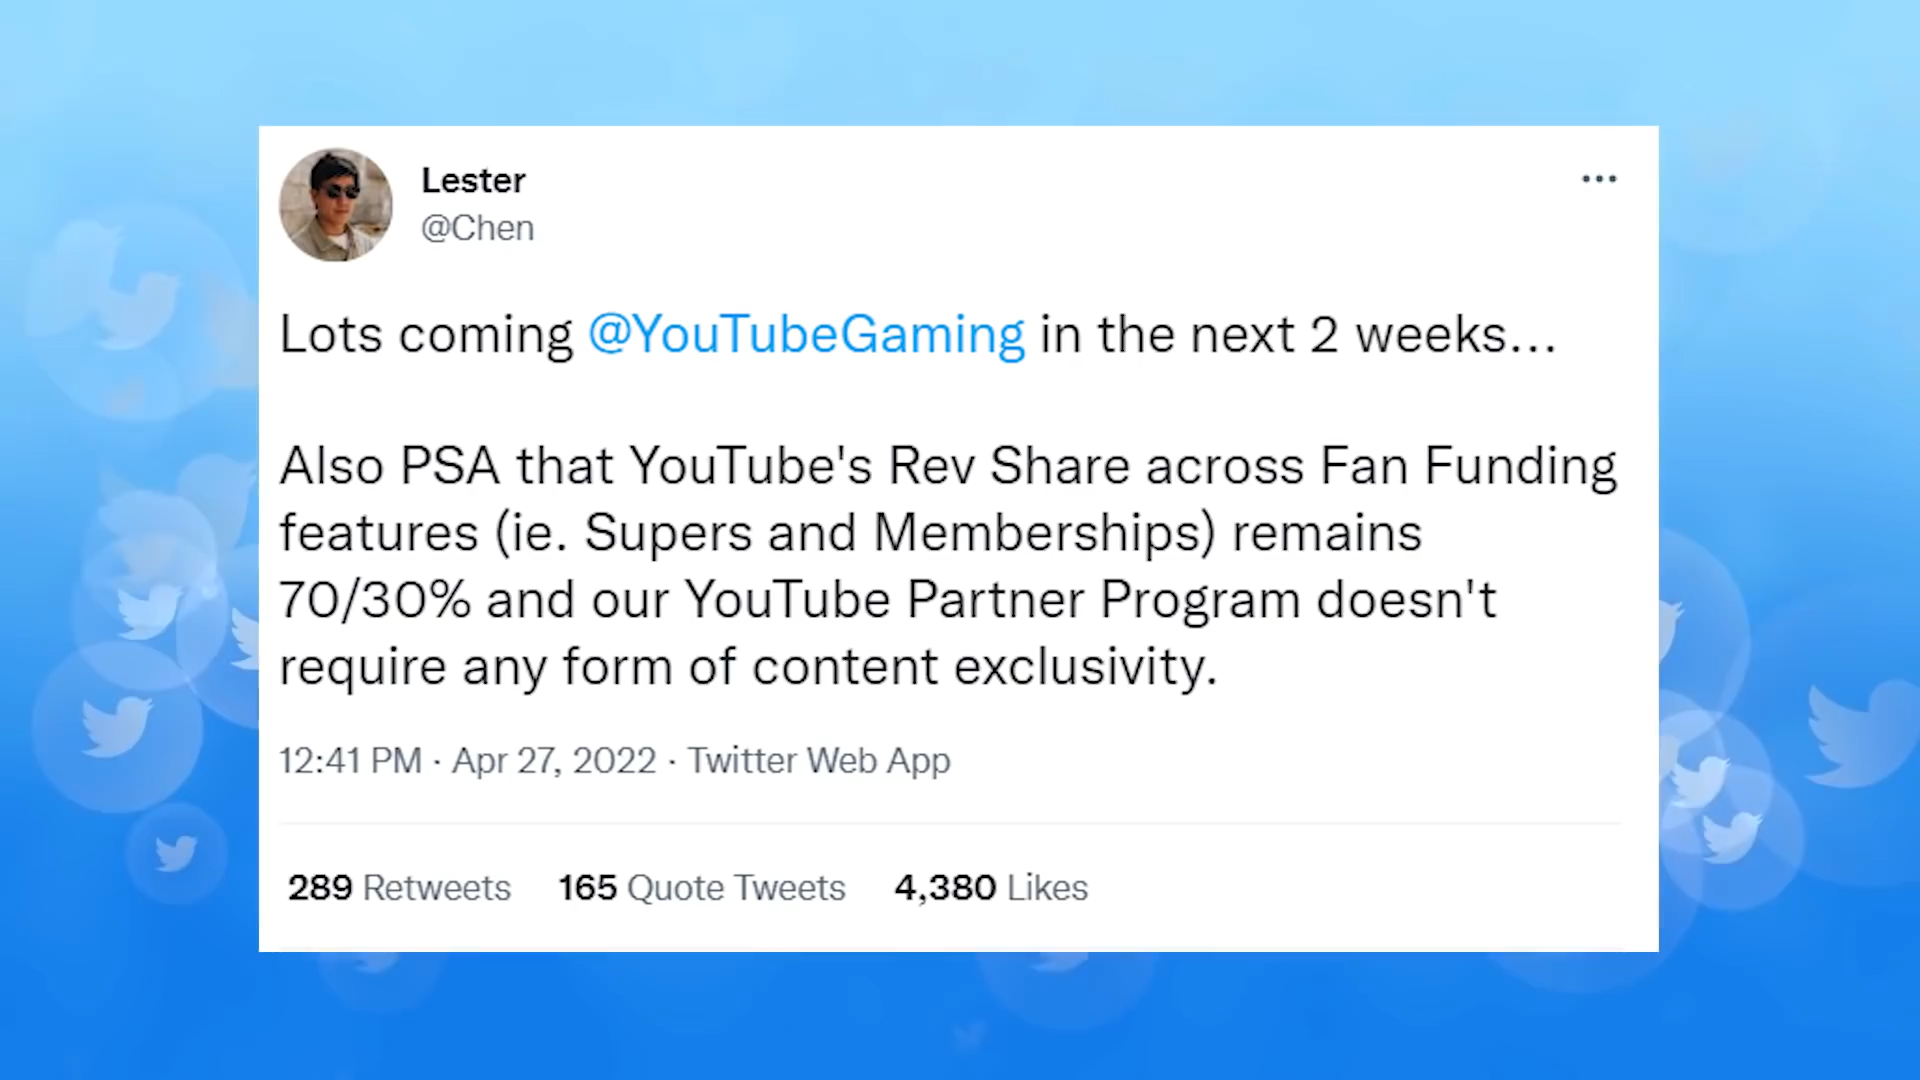 Lester
@Chen
Lots coming @YouTubeGaming in the next 2 weeks...
Also PSA that YouTube's Rev Share across Fan Funding
features (ie. Supers and Memberships) remains
70/30% and our YouTube Partner Program doesn't
require any form of content exclusivity.
12:41 PM · Apr 27, 2022 · Twitter Web App
289 Retweets 165 Quote Tweets 4,380 Likes